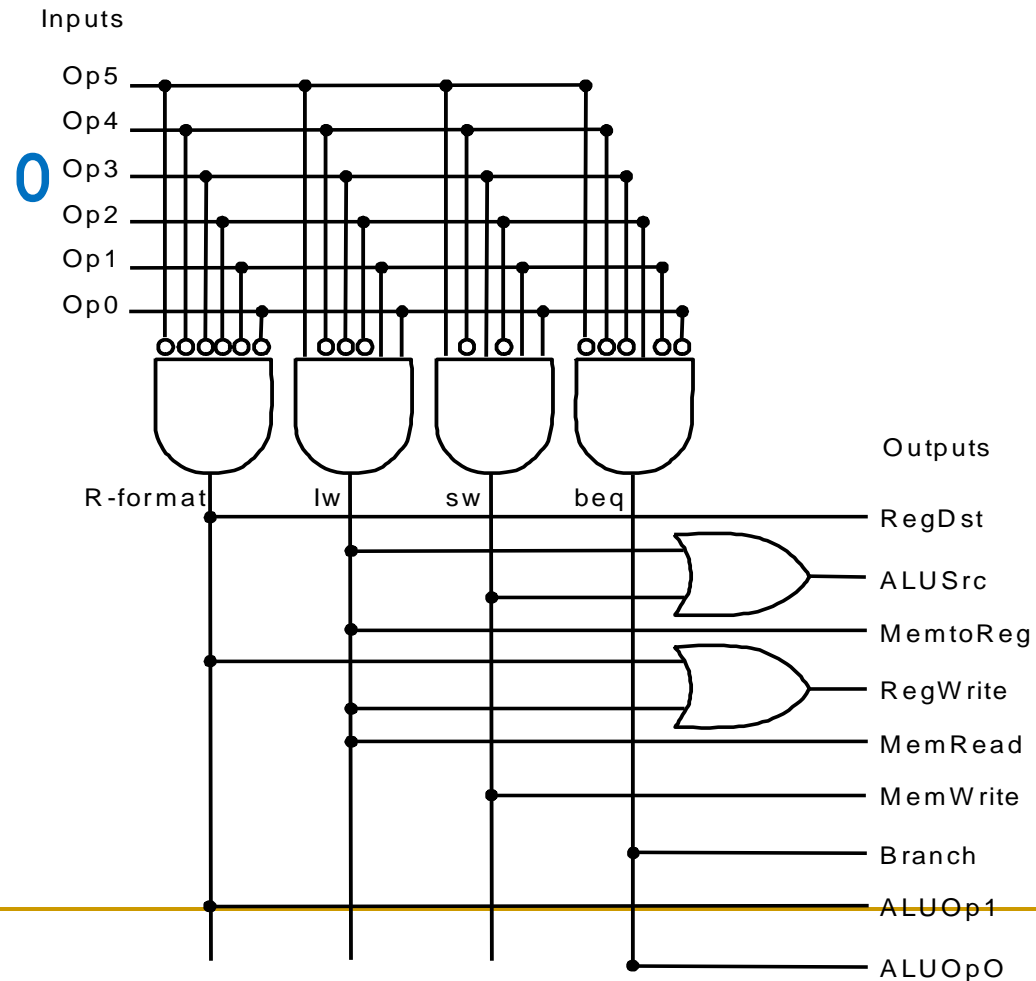 Inputs
Op5
Op4
0 Op3
Op2
Op1
Op0
Outputs
R-format lw sw beq
RegDst
ALUSrc
MemtoReg
RegWrite
MemRead
MemWrite
Branch
ALUOp1
ALUOpO